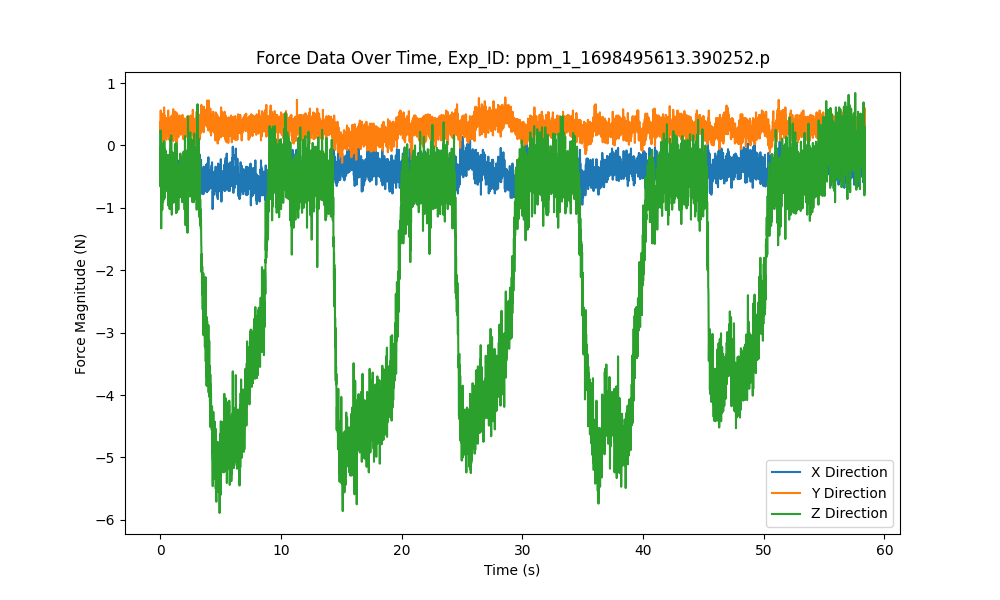 Force Data Over Time, Exp_ID: ppm_1_1698495613.390252.p
1
0
−1
−2
−3
−4
−5
−6
Force Magnitude (N)
0 10 20 30 40 50 60
Time (s)
X Direction
Y Direction
Z Direction